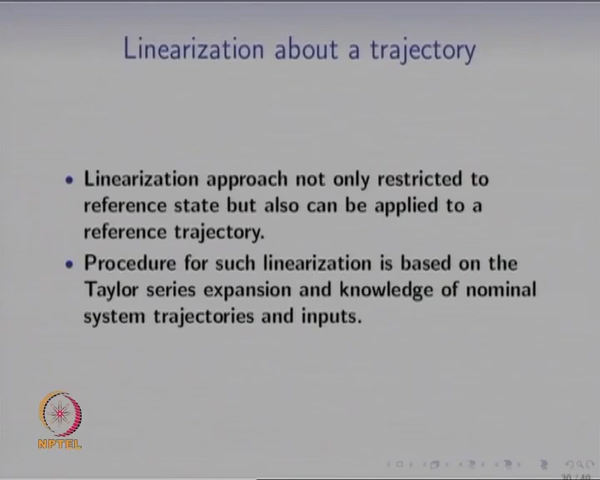 Linearization about a trajectory
• Linearization approach not only restricted to
reference state but also can be applied to a
reference trajectory.
• Procedure for such linearization is based on the
Taylor series expansion and knowledge of nominal
system trajectories and inputs.
NPTEL